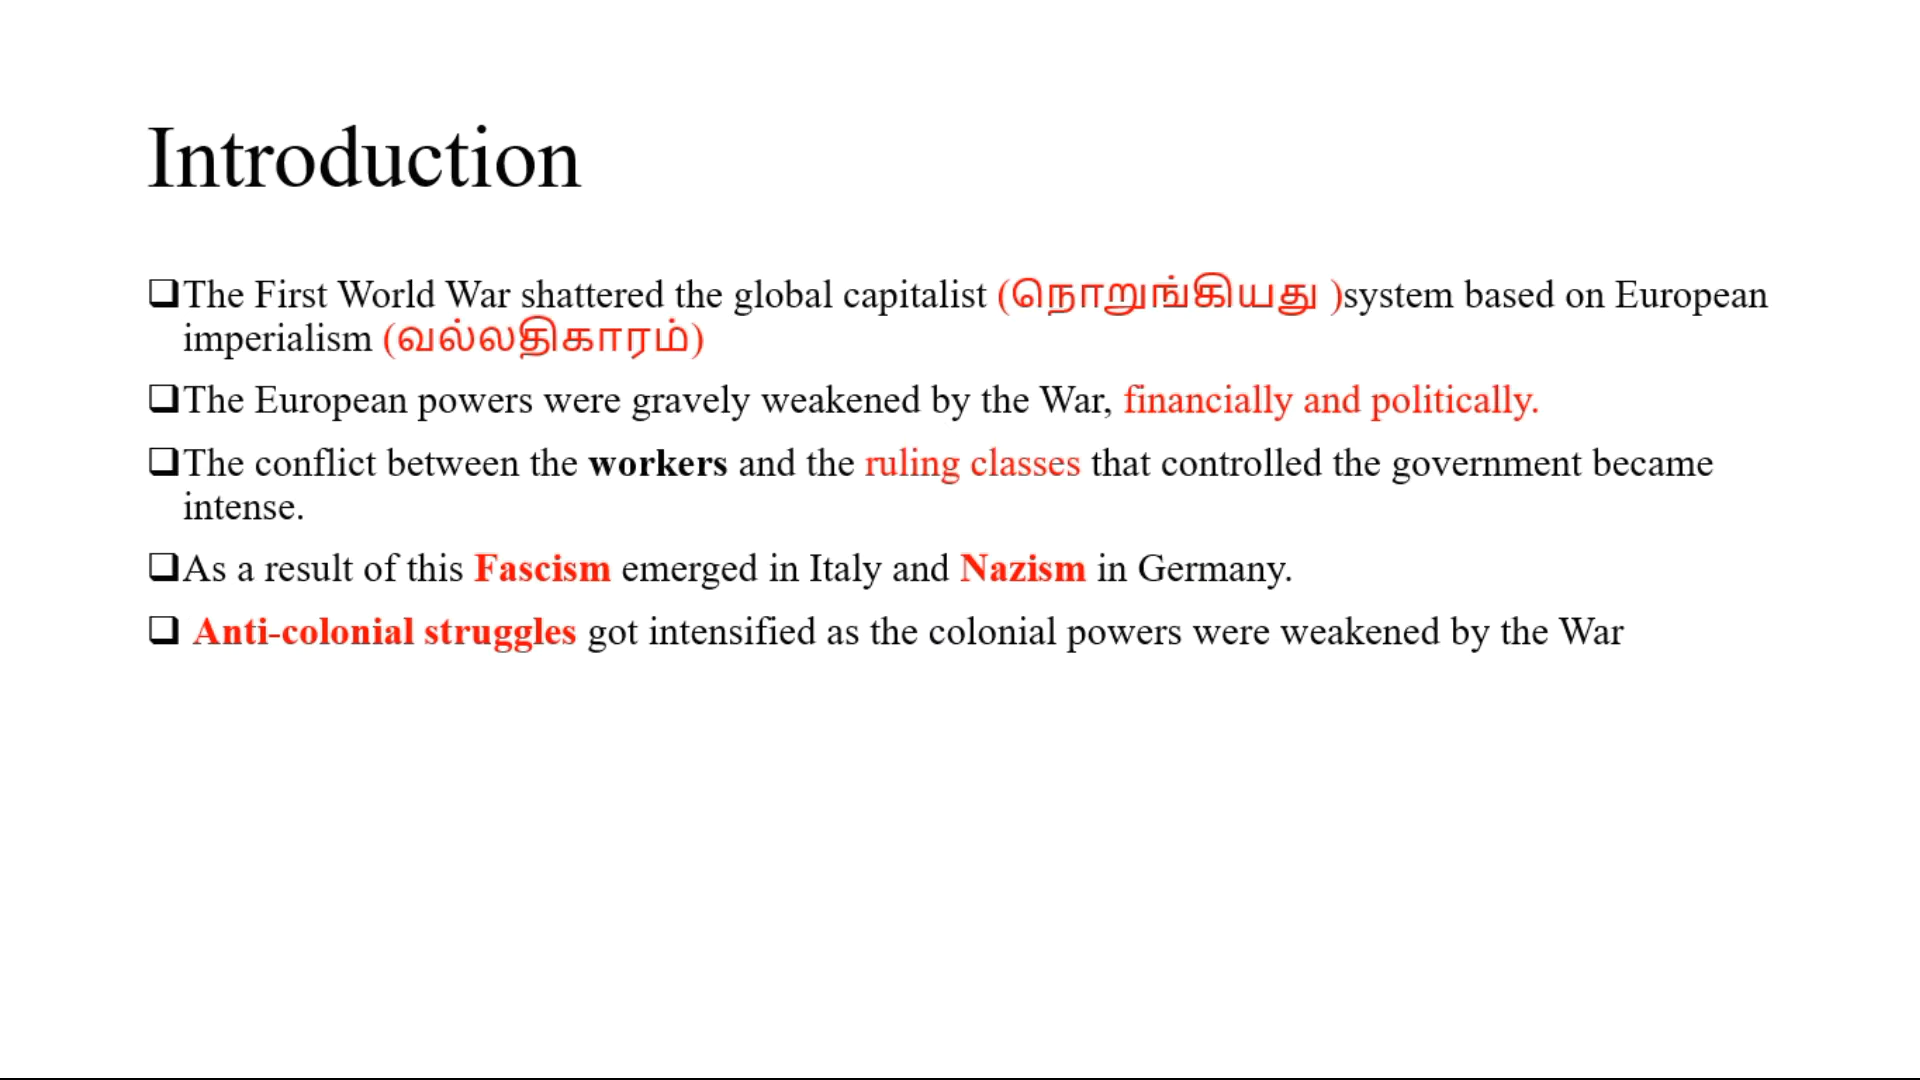 Introduction
❑The First World War shattered the global capitalist (நொறுங்கியது )system based on European
imperialism (வல்லதிகாரம்)
❑The European powers were gravely weakened by the War, financially and politically.
❑The conflict between the workers and the ruling classes that controlled the government became
intense.
❑As a result of this Fascism emerged in Italy and Nazism in Germany.
❑ Anti-colonial struggles got intensified as the colonial powers were weakened by the War